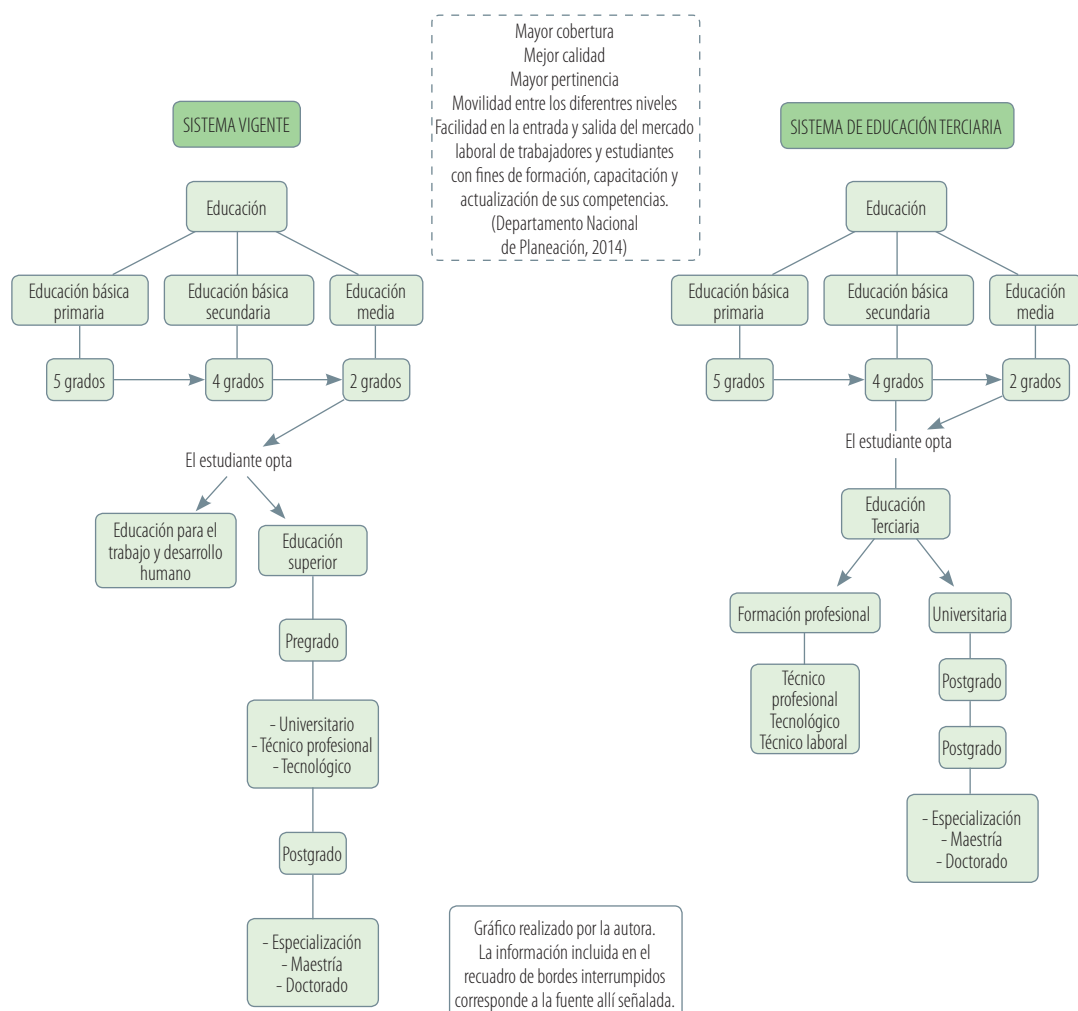 Mayor cobertura
Mejor calidad
Mayor pertinencia
Movilidad entre los diferentres niveles
Facilidad en la entrada y salida del mercado
laboral de trabajadores y estudiantes
con fines de formación, capacitación y
actualización de sus competencias.
(Departamento Nacional
de Planeación, 2014)
SISTEMA VIGENTE
Educación
Educación básica
primaria
Educación básica
secundaria
Educación
media
5 grados
4 grados
2 grados
El estudiante opta
Educación para el
trabajo y desarrollo
humano
Educación
superior
Pregrado
- Universitario
- Técnico profesional
- Tecnológico
Postgrado
- Especialización
- Maestría
- Doctorado
SISTEMA DE EDUCACIÓN TERCIARIA
Educación
Educación básica
primaria
Educación básica
secundaria
Educación
media
5 grados
4 grados
2 grados
El estudiante opta
Educación
Terciaria
Formación profesional
Universitaria
Técnico
profesional
Tecnológico
Técnico laboral
Postgrado
Postgrado
- Especialización
- Maestría
- Doctorado
Gráfico realizado por la autora.
La información incluida en el
recuadro de bordes interrumpidos
corresponde a la fuente allí señalada.